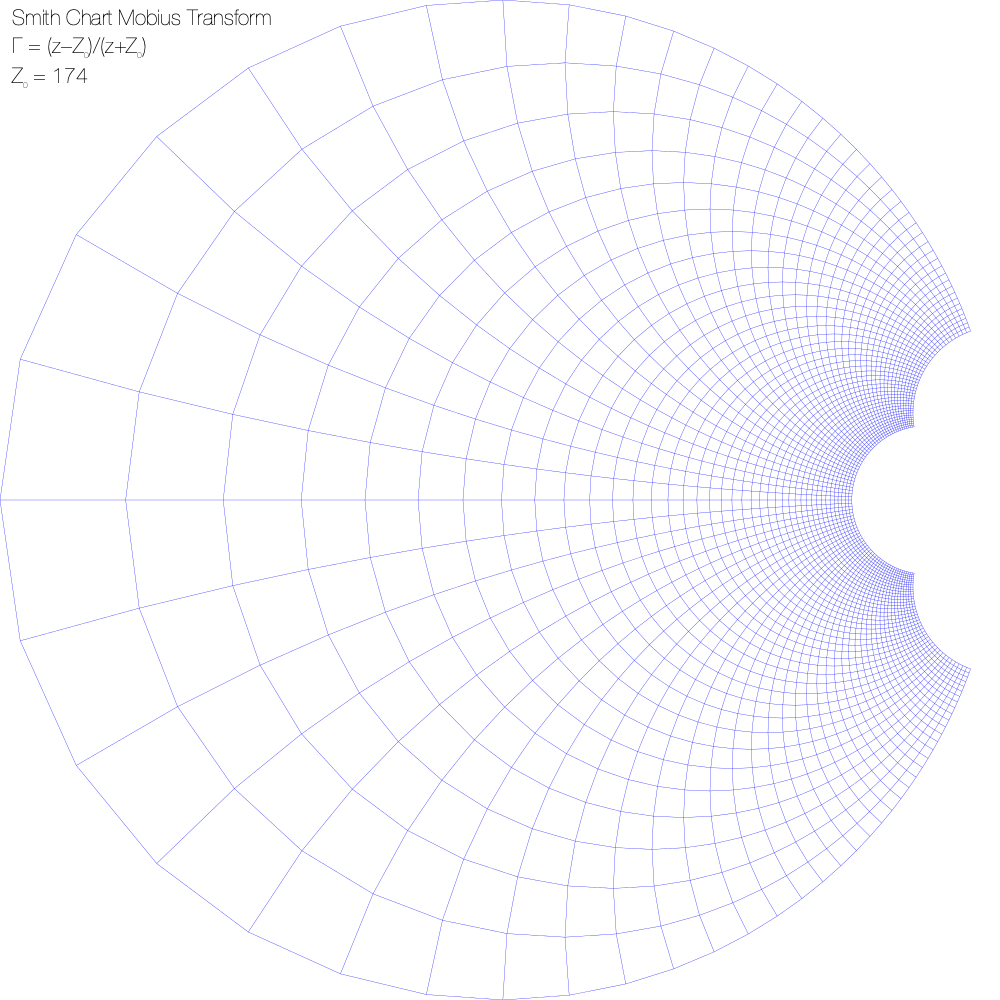 Smith Chart Mobius Transform
Γ = (z−Z₀)/(z+Z₀)
Z₀ = 174